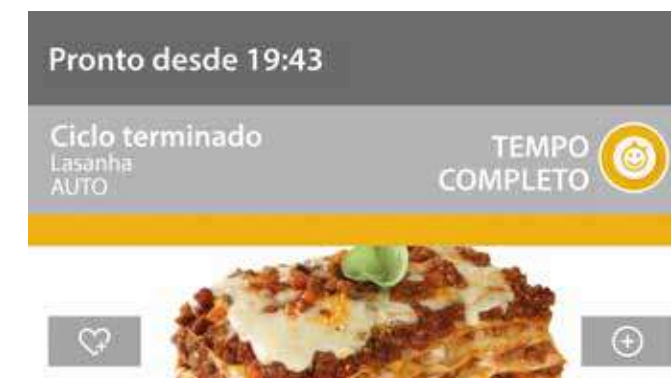 Pronto desde 19:43
Ciclo terminado
Lasanha
AUTO
TEMPO
COMPLETO